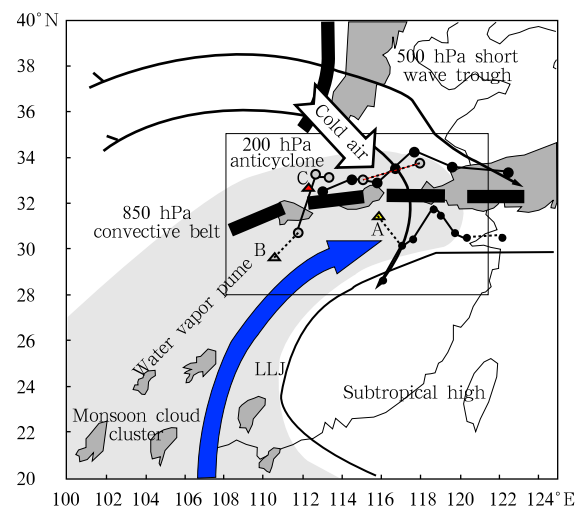 40°N
38
36
34
32
30
28
26
24
22
20
500 hPa short
wave trough
Cold air
200 hPa
anticyclone
C
850 hPa
convective belt
A
B
Water vapor pume
LLJ
Subtropical high
Monsoon cloud
cluster
100 102 104 106 108 110 112 114 116 118 120 122 124°E